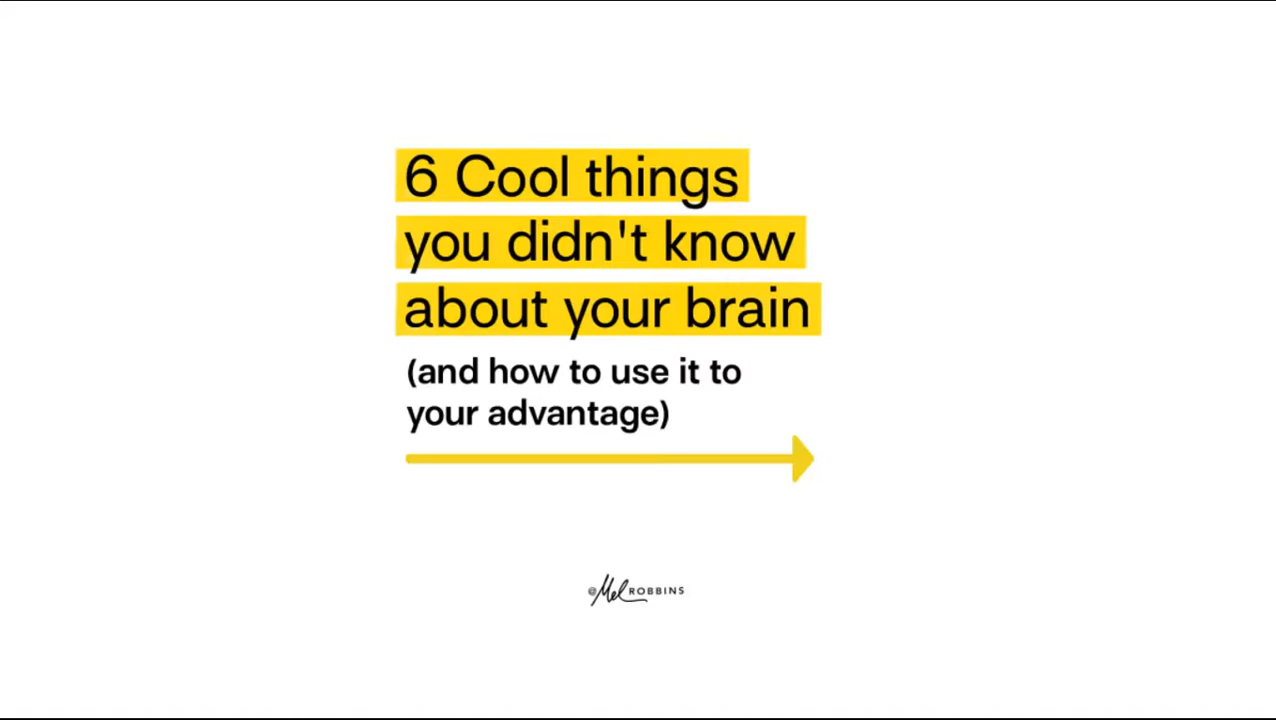 6 Cool things
you didn't know
about your brain
(and how to use it to
your advantage)
@Mel ROBBINS